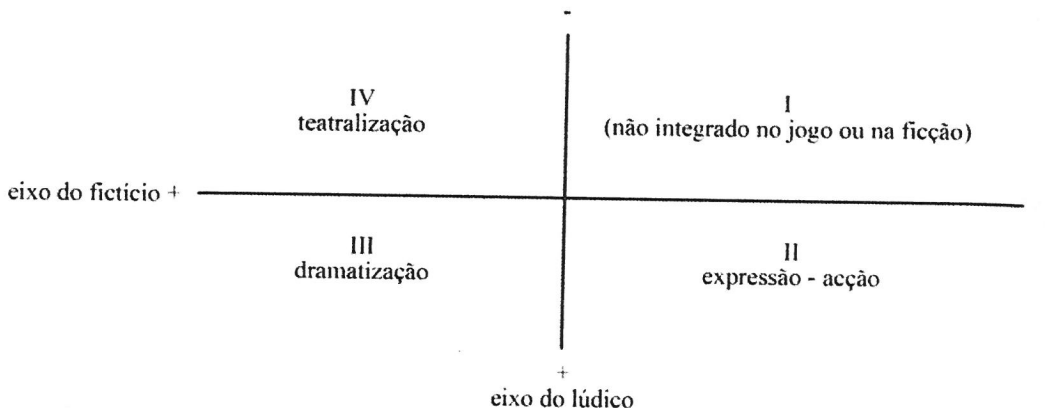 -
IV
teatralização
I
(não integrado no jogo ou na ficção)
eixo do fictício +
III
dramatização
II
expressão - acção
+
eixo do lúdico